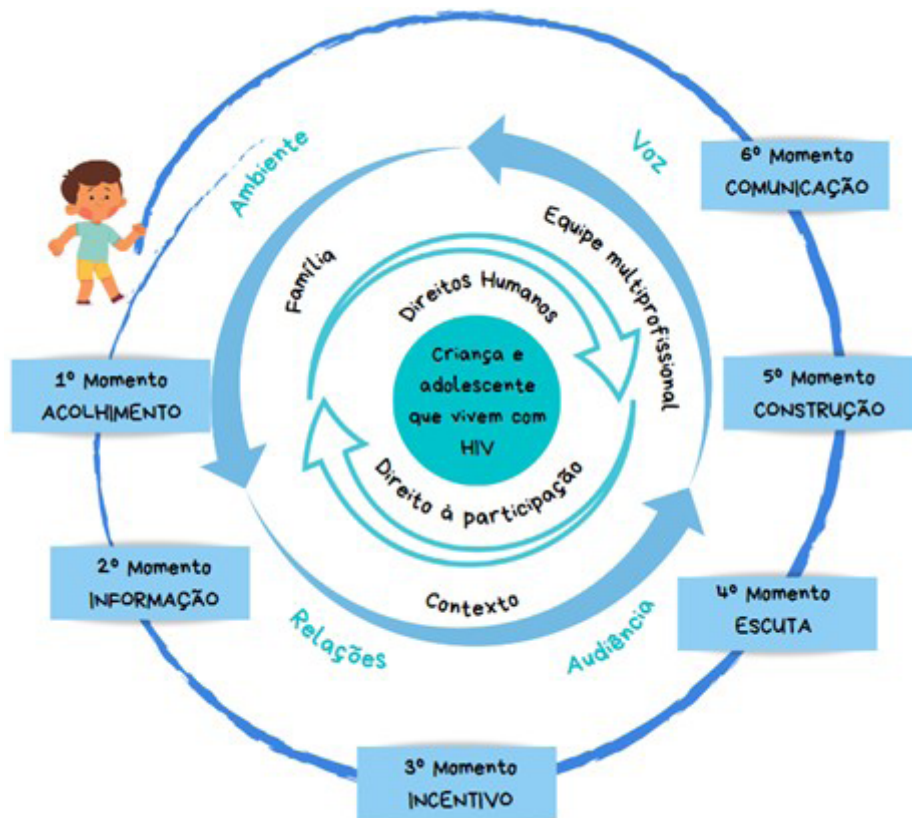 Ambiente
Voz
6º Momento
COMUNICAÇÃO
Família
Equipe multiprofissional
Direitos Humanos
1º Momento
ACOLHIMENTO
Criança e
adolescente
que vivem com
HIV
5º Momento
CONSTRUÇÃO
Direito à participação
2º Momento
INFORMAÇÃO
Contexto
4º Momento
ESCUTA
Relações
Audiência
3º Momento
INCENTIVO